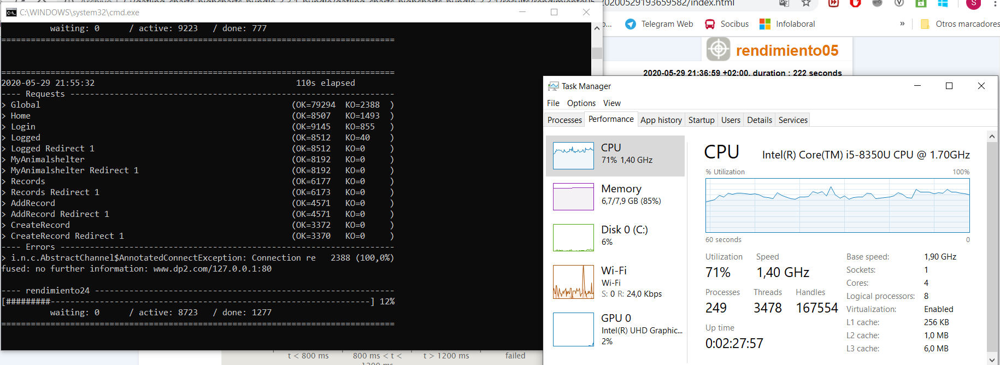 C:\WINDOWS\system32\cmd.exe
20200529193659582/index.html
waiting: 0 / active: 9223 / done: 777
================================================================================
Telegram Web
Socibus
Infolaboral
»
Otros marcadores
rendimiento05
2020-05-29 21:36:59 +02:00, duration : 222 seconds
================================================================================
2020-05-29 21:55:32 110s elapsed
---- Requests ------------------------------------------------------------------
> Global (OK=79294 KO=2388 )
> Home (OK=8507 KO=1493 )
> Login (OK=9145 KO=855 )
> Logged (OK=8512 KO=40 )
> Logged Redirect 1 (OK=8512 KO=0 )
> MyAnimalshelter (OK=8192 KO=0 )
> MyAnimalshelter Redirect 1 (OK=8192 KO=0 )
> Records (OK=6177 KO=0 )
> Records Redirect 1 (OK=6173 KO=0 )
> AddRecord (OK=4571 KO=0 )
> AddRecord Redirect 1 (OK=4571 KO=0 )
> CreateRecord (OK=3372 KO=0 )
> CreateRecord Redirect 1 (OK=3370 KO=0 )
---- Errors --------------------------------------------------------------------
> i.n.c.AbstractChannel$AnnotatedConnectException: Connection re 2388 (100,0%)
fused: no further information: www.dp2.com/127.0.0.1:80
---- rendimiento24 -------------------------------------------------------------
[#########-----------------------------------------------------------------] 12%
waiting: 0 / active: 8723 / done: 1277
================================================================================
t < 800 ms
800 ms < t <
t > 1200 ms
failed
Task Manager
File Options View
Processes Performance App history Startup Users Details Services
CPU
71% 1,40 GHz
Memory
6,7/7,9 GB (85%)
Disk 0 (C:)
6%
Wi-Fi
Wi-Fi
S: 0 R: 24,0 Kbps
GPU 0
Intel(R) UHD Graphic...
2%
CPU Intel(R) Core(TM) i5-8350U CPU @ 1.70GHz
% Utilization 100%
60 seconds 0
Utilization Speed
71% 1,40 GHz
Processes Threads Handles
249 3478 167554
Up time
0:02:27:57
Base speed: 1,90 GHz
Sockets: 1
Cores: 4
Logical processors: 8
Virtualization: Enabled
L1 cache: 256 KB
L2 cache: 1,0 MB
L3 cache: 6,0 MB